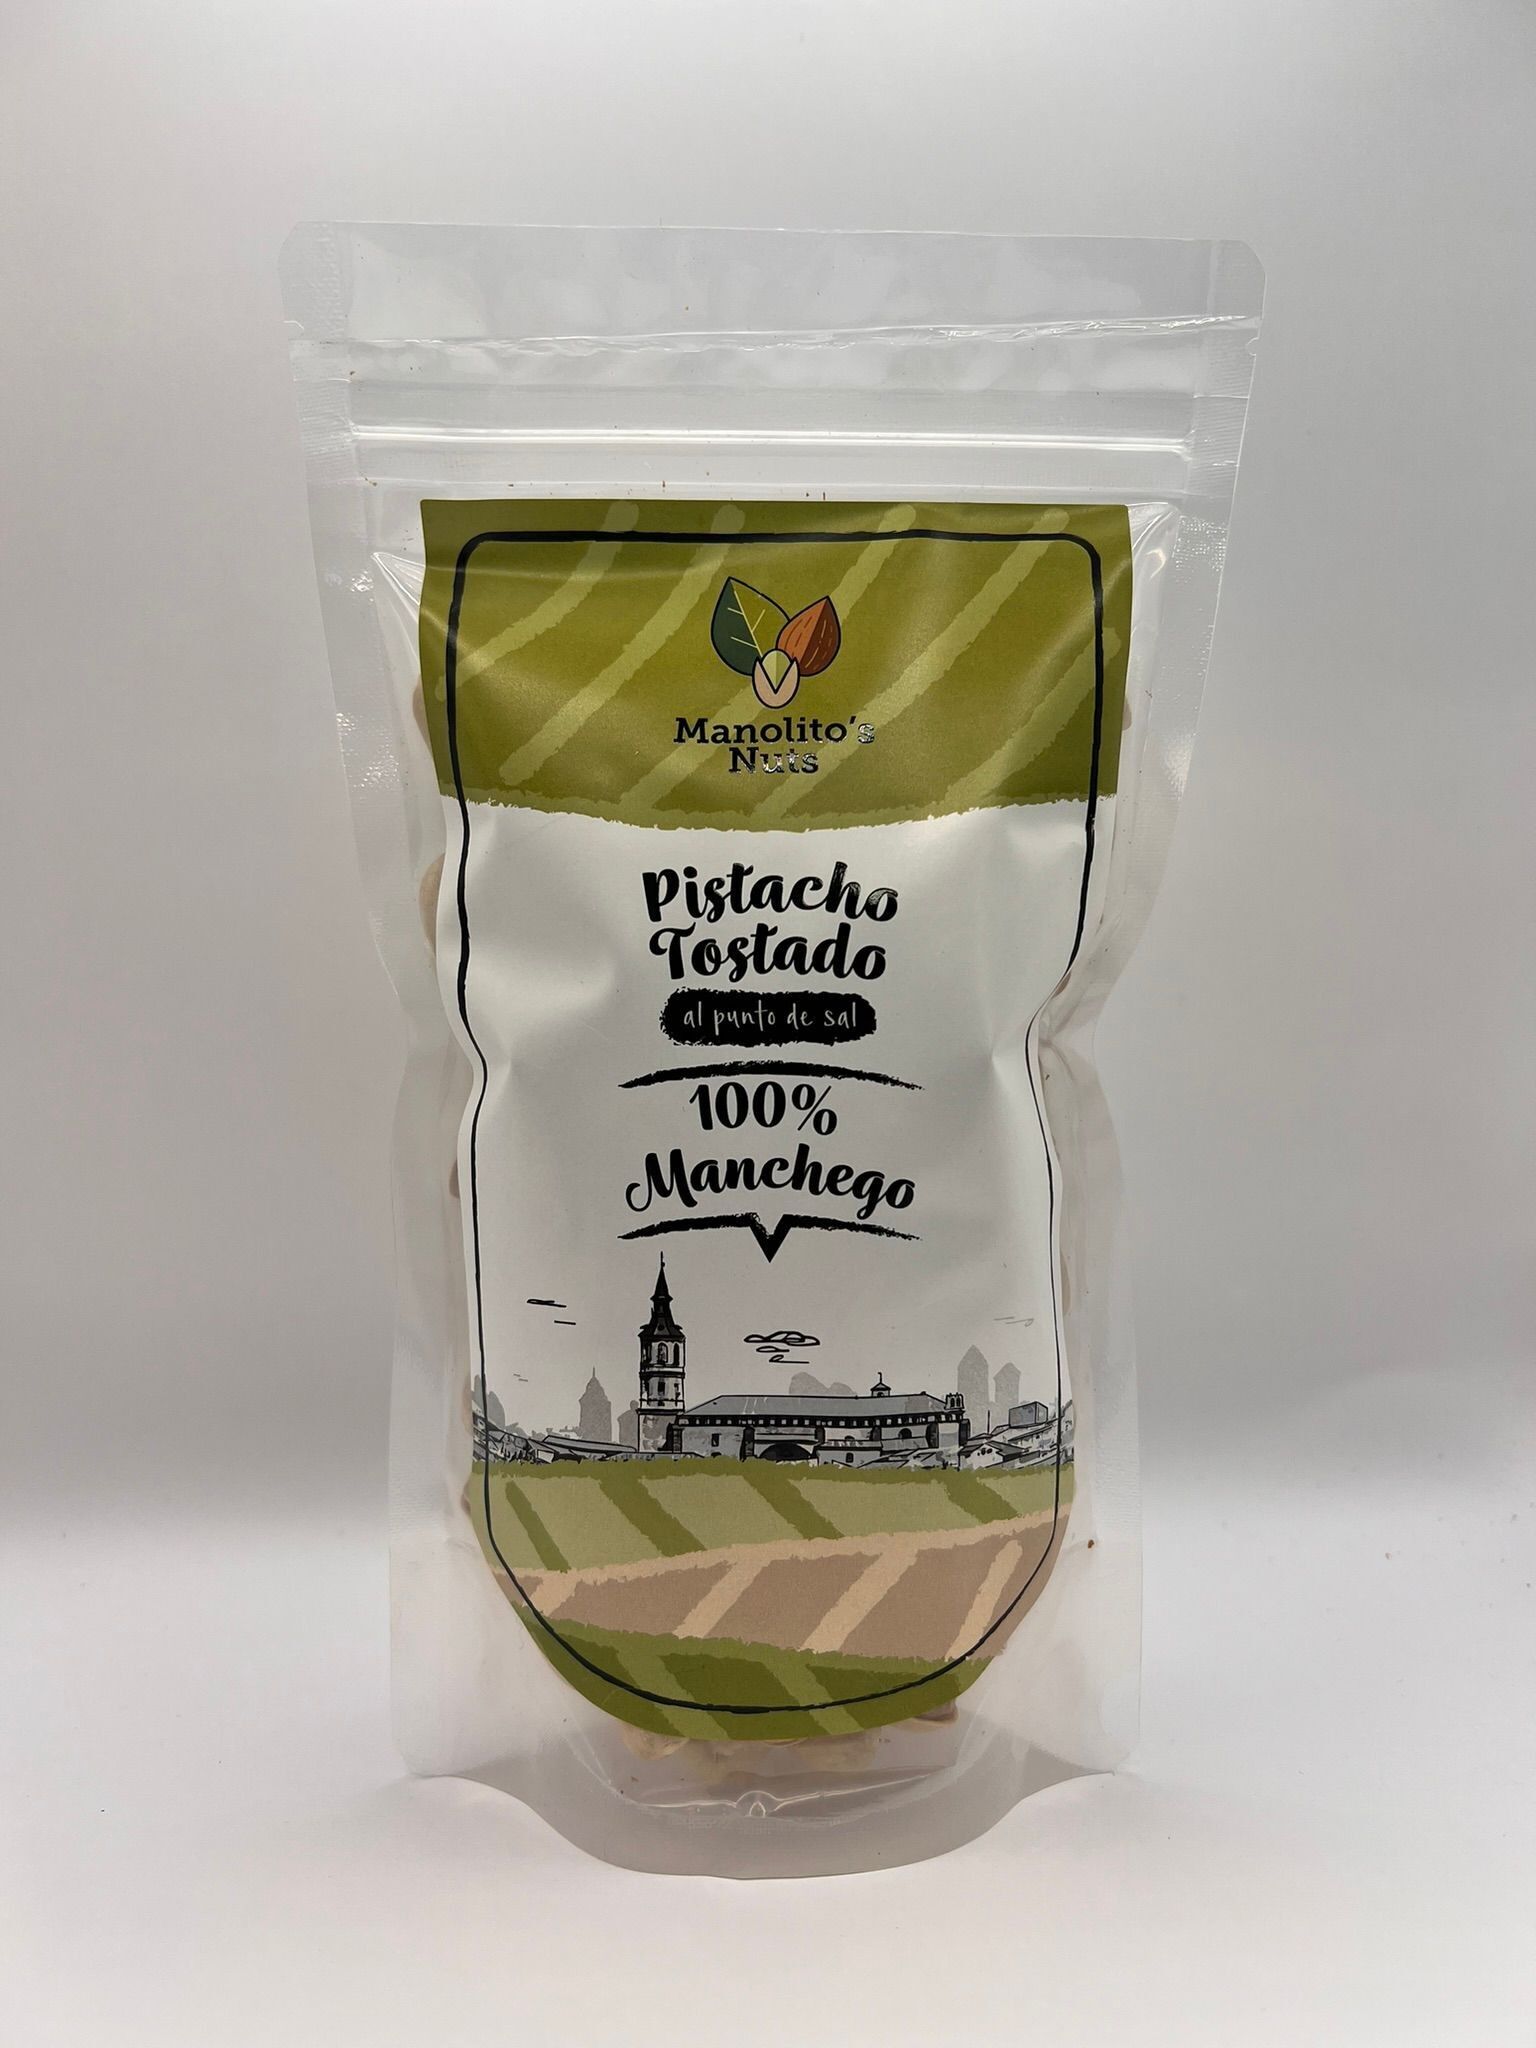 Manolito's
Nuts
Pistacho
Tostado
al punto de sal
100%
Manchego